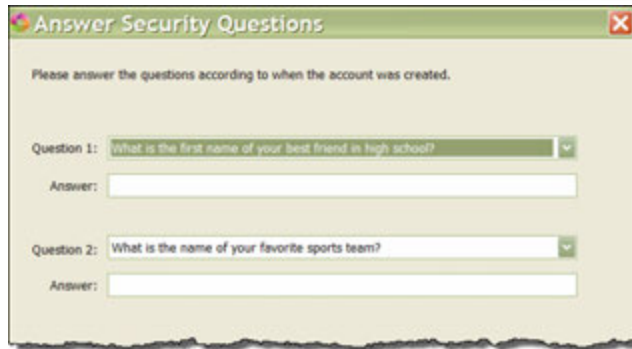 Answer Security Questions
Please answer the questions according to when the account was created.
Question 1: What is the first name of your best friend in high school?
Answer:
Question 2: What is the name of your favorite sports team?
Answer: